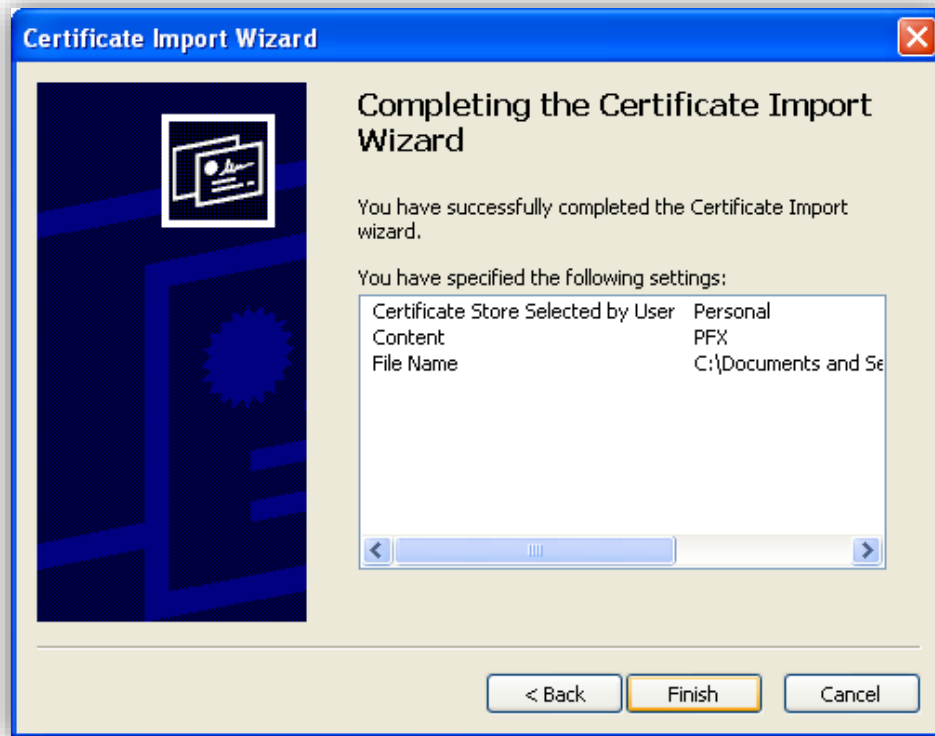 Certificate Import Wizard
Completing the Certificate Import
Wizard
You have successfully completed the Certificate Import
wizard.
You have specified the following settings:
Certificate Store Selected by User Personal
Content PFX
File Name C:\Documents and Se
< Back Finish Cancel